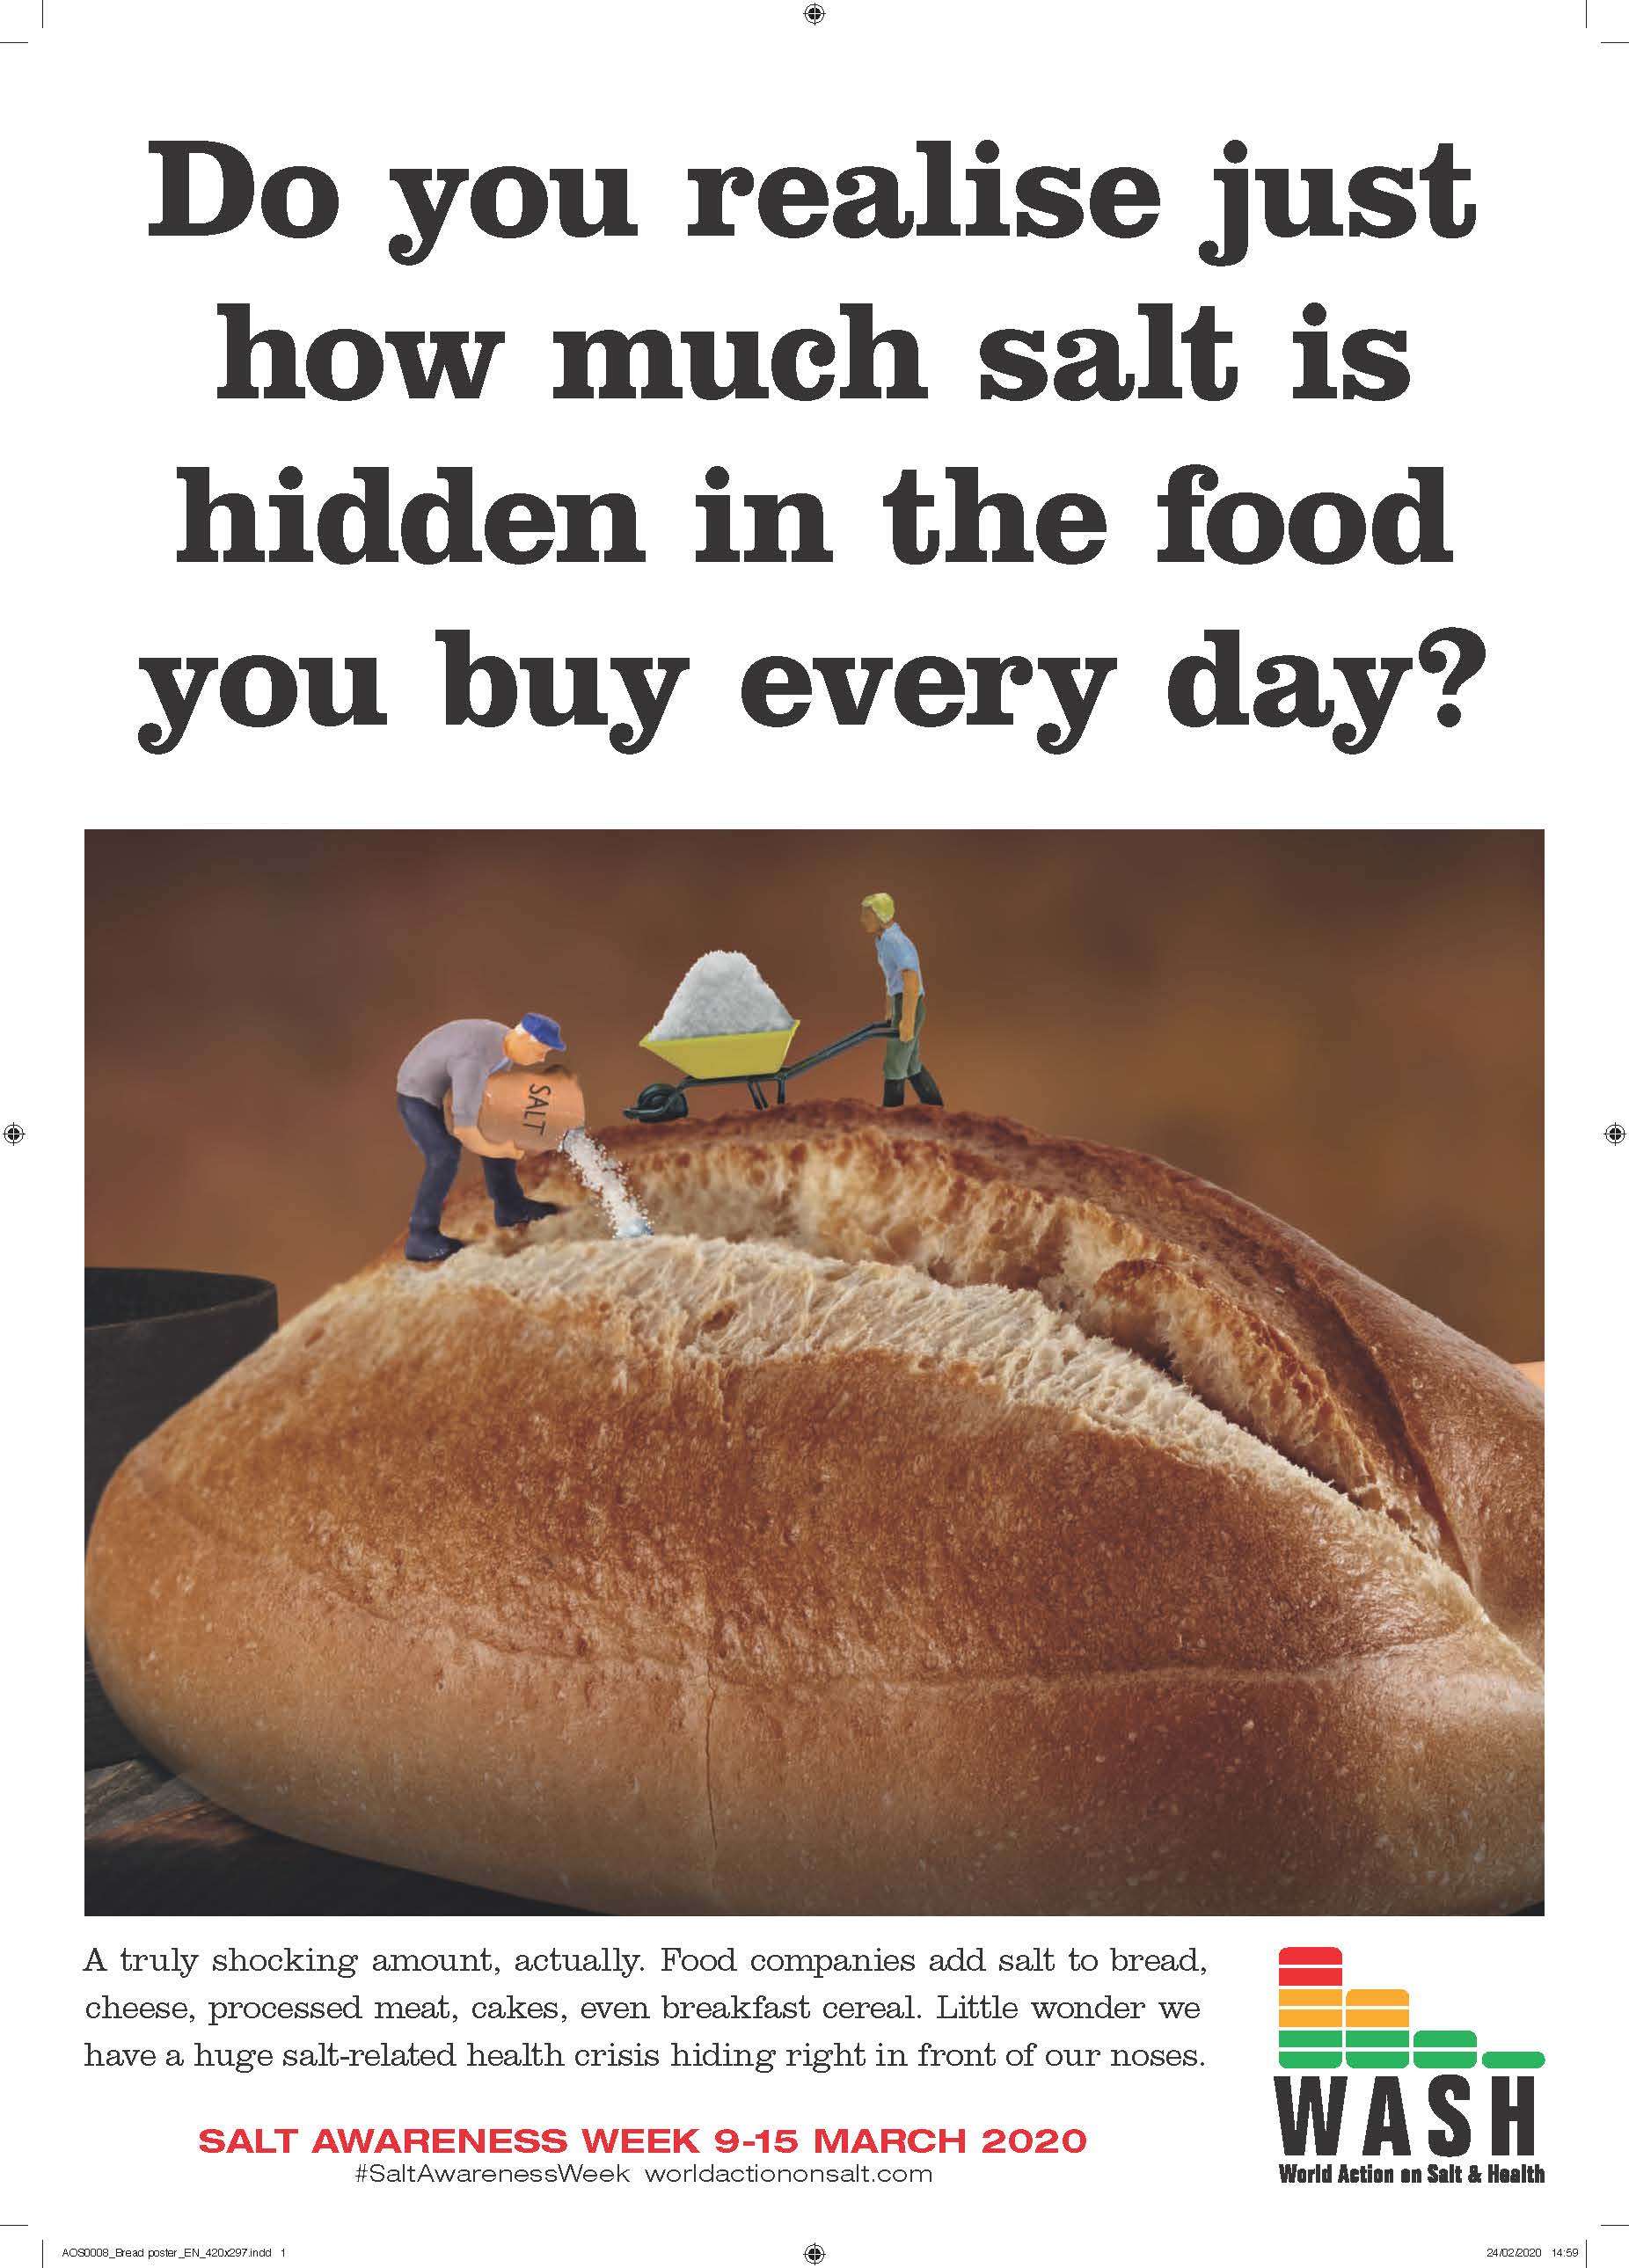 Do you realise just
how much salt is
hidden in the food
you buy every day?
SALT
A truly shocking amount, actually. Food companies add salt to bread,
cheese, processed meat, cakes, even breakfast cereal. Little wonder we
have a huge salt-related health crisis hiding right in front of our noses.
SALT AWARENESS WEEK 9-15 MARCH 2020
#SaltAwarenessWeek worldactiononsalt.com
WASH
World Action on Salt & Health
AOS0008_Bread poster_EN_420x297.indd 1
24/02/2020 14:59